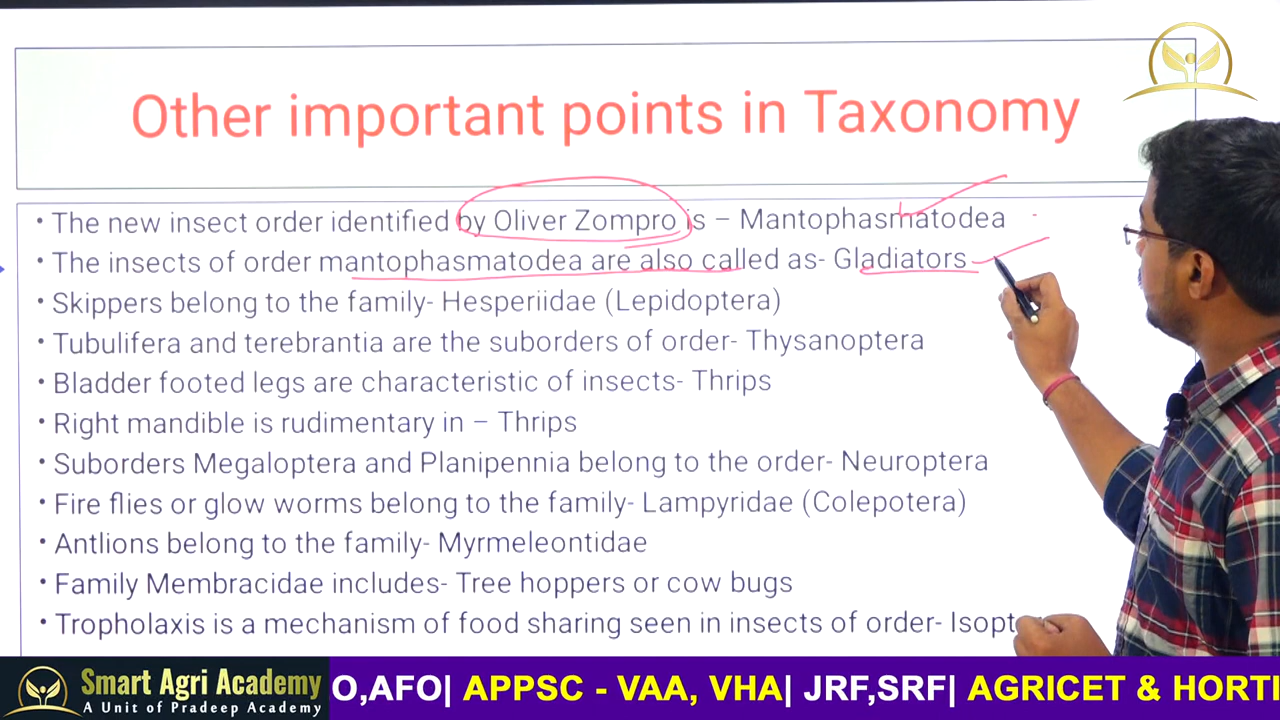 Other important points in Taxonomy
• The new insect order identified by Oliver Zompro is – Mantophasmatodea
• The insects of order mantophasmatodea are also called as- Gladiators
• Skippers belong to the family- Hesperiidae (Lepidoptera)
• Tubulifera and terebrantia are the suborders of order- Thysanoptera
• Bladder footed legs are characteristic of insects- Thrips
• Right mandible is rudimentary in – Thrips
• Suborders Megaloptera and Planipennia belong to the order- Neuroptera
• Fire flies or glow worms belong to the family- Lampyridae (Colepotera)
• Antlions belong to the family- Myrmeleontidae
• Family Membracidae includes- Tree hoppers or cow bugs
• Tropholaxis is a mechanism of food sharing seen in insects of order- Isopt
Smart Agri Academy
A Unit of Pradeep Academy
O,AFO| APPSC - VAA, VHA| JRF,SRF| AGRICET & HORTI